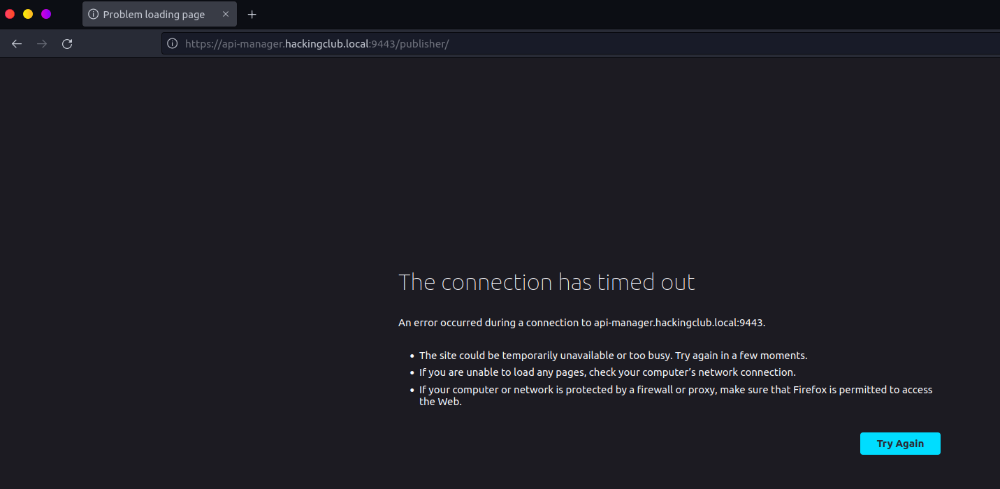 Problem loading page
https://api-manager.hackingclub.local:9443/publisher/
The connection has timed out
An error occurred during a connection to api-manager.hackingclub.local:9443.
• The site could be temporarily unavailable or too busy. Try again in a few moments.
• If you are unable to load any pages, check your computer’s network connection.
• If your computer or network is protected by a firewall or proxy, make sure that Firefox is permitted to access
the Web.
Try Again